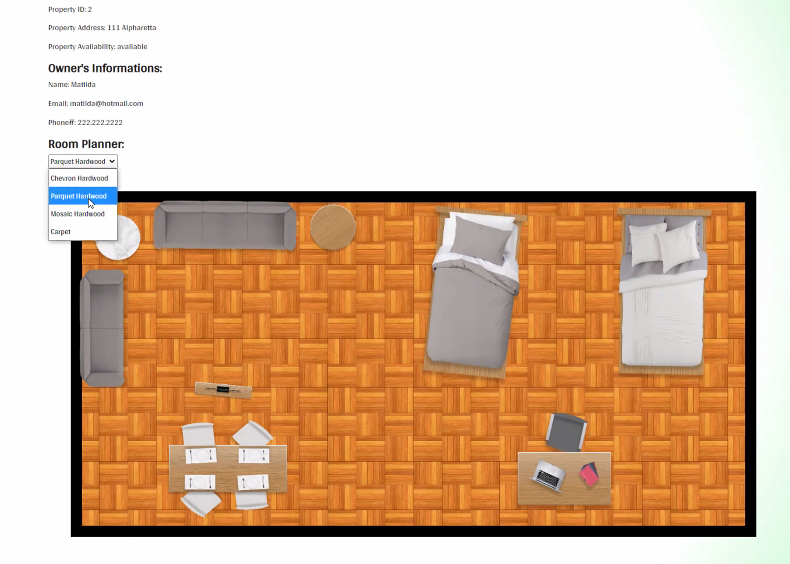 Property ID: 2
Property Address: 111 Alpharetta
Property Availability: available
Owner's Informations:
Name: Matilda
Email: matilda@hotmail.com
Phone#: 222.222.2222
Room Planner:
Parquet Hardwood
Chevron Hardwood
Parquet Hardwood
Mosaic Hardwood
Carpet